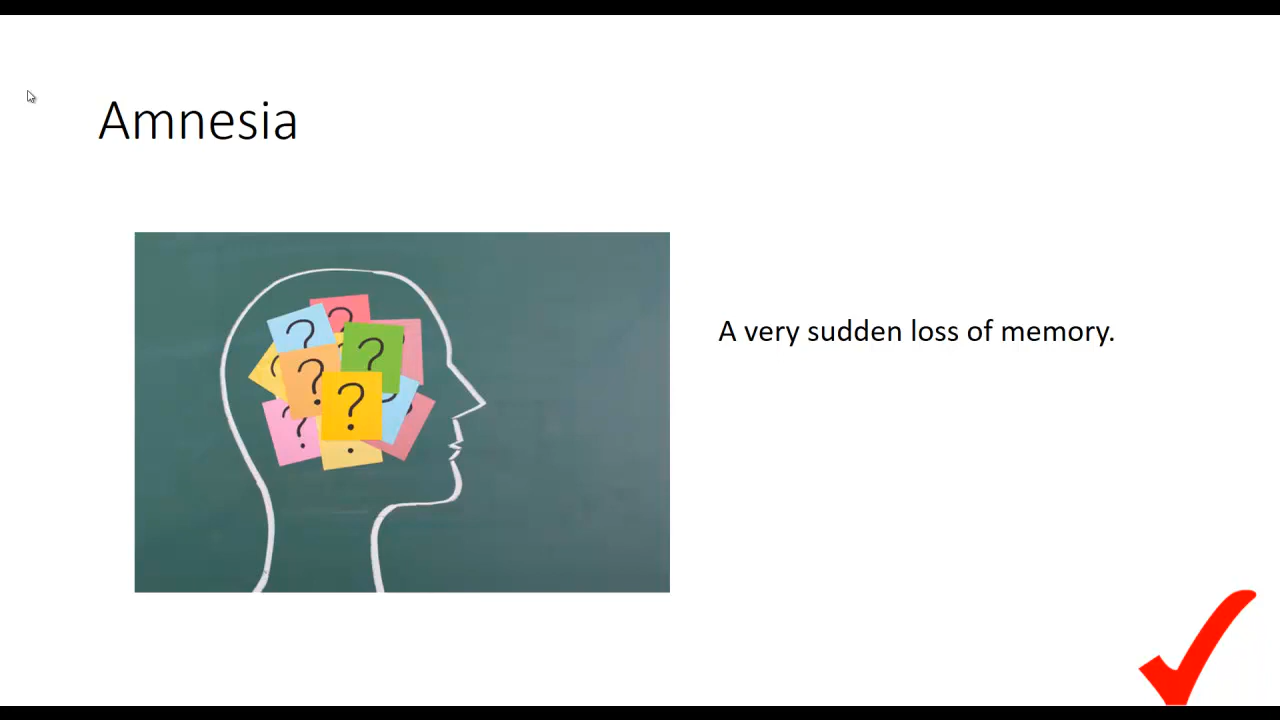 Amnesia
A very sudden loss of memory.
? ?
? ?
? ? ?
?